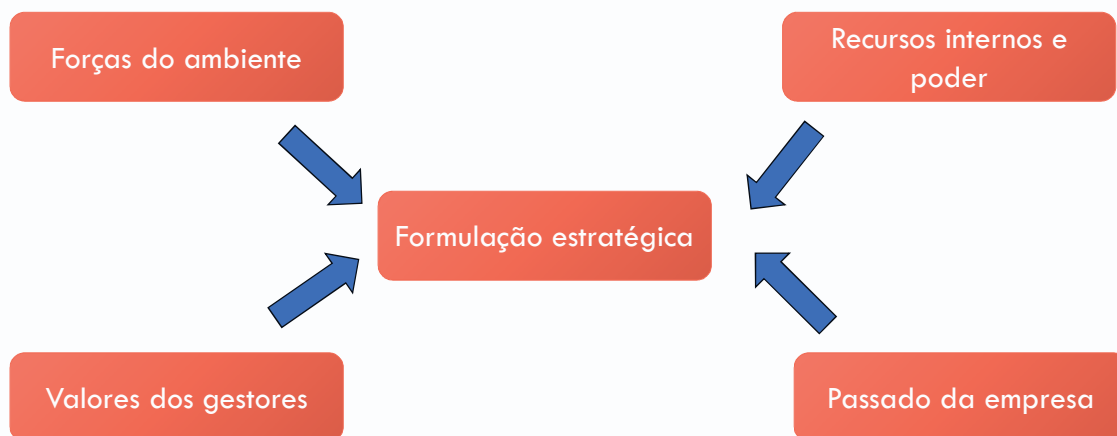 Forças do ambiente
Recursos internos e
poder
Formulação estratégica
Valores dos gestores
Passado da empresa